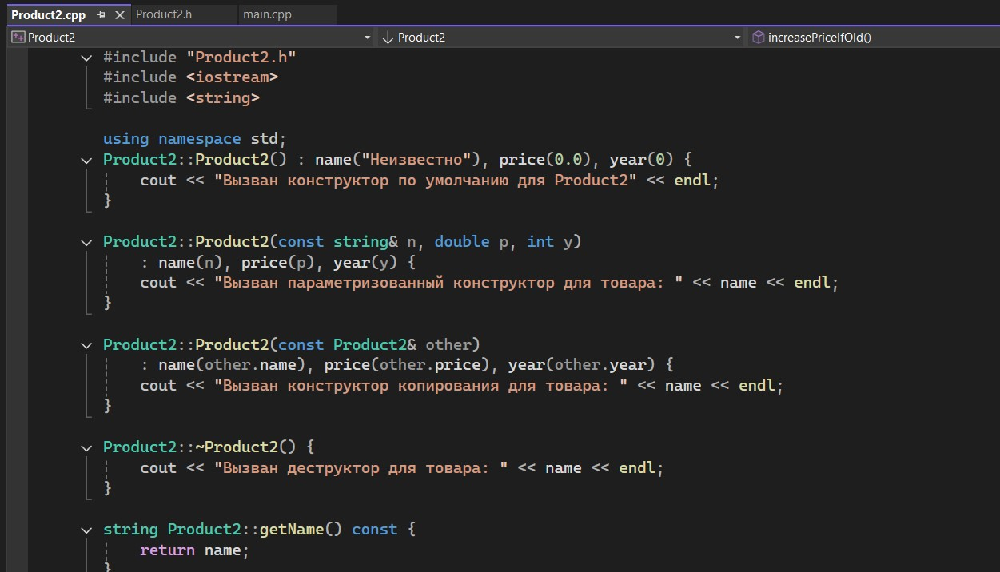 Product2.cpp Product2.h main.cpp
Product2 Product2 increasePriceIfOld()
#include "Product2.h"
#include <iostream>
#include <string>
using namespace std;
Product2::Product2() : name("Неизвестно"), price(0.0), year(0) {
cout << "Вызван конструктор по умолчанию для Product2" << endl;
}
Product2::Product2(const string& n, double p, int y)
: name(n), price(p), year(y) {
cout << "Вызван параметризованный конструктор для товара: " << name << endl;
}
Product2::Product2(const Product2& other)
: name(other.name), price(other.price), year(other.year) {
cout << "Вызван конструктор копирования для товара: " << name << endl;
}
Product2::~Product2() {
cout << "Вызван деструктор для товара: " << name << endl;
}
string Product2::getName() const {
return name;
}